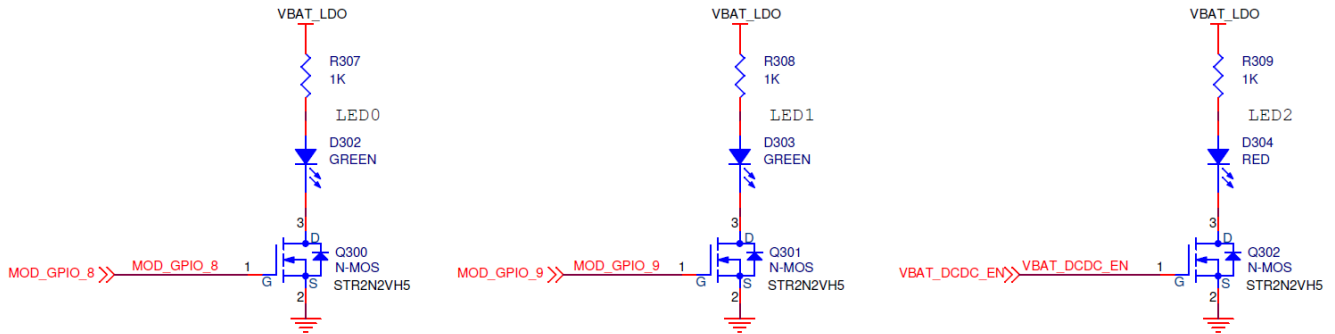 VBAT_LDO
R307
1K
LED0
D302
GREEN
3
D
Q300
N-MOS
STR2N2VH5
MOD_GPIO_8
MOD_GPIO_8
1
G
S
2
VBAT_LDO
R308
1K
LED1
D303
GREEN
3
D
Q301
N-MOS
STR2N2VH5
MOD_GPIO_9
MOD_GPIO_9
1
G
S
2
VBAT_LDO
R309
1K
LED2
D304
RED
3
D
Q302
N-MOS
STR2N2VH5
VBAT_DCDC_EN
VBAT_DCDC_EN
1
G
S
2